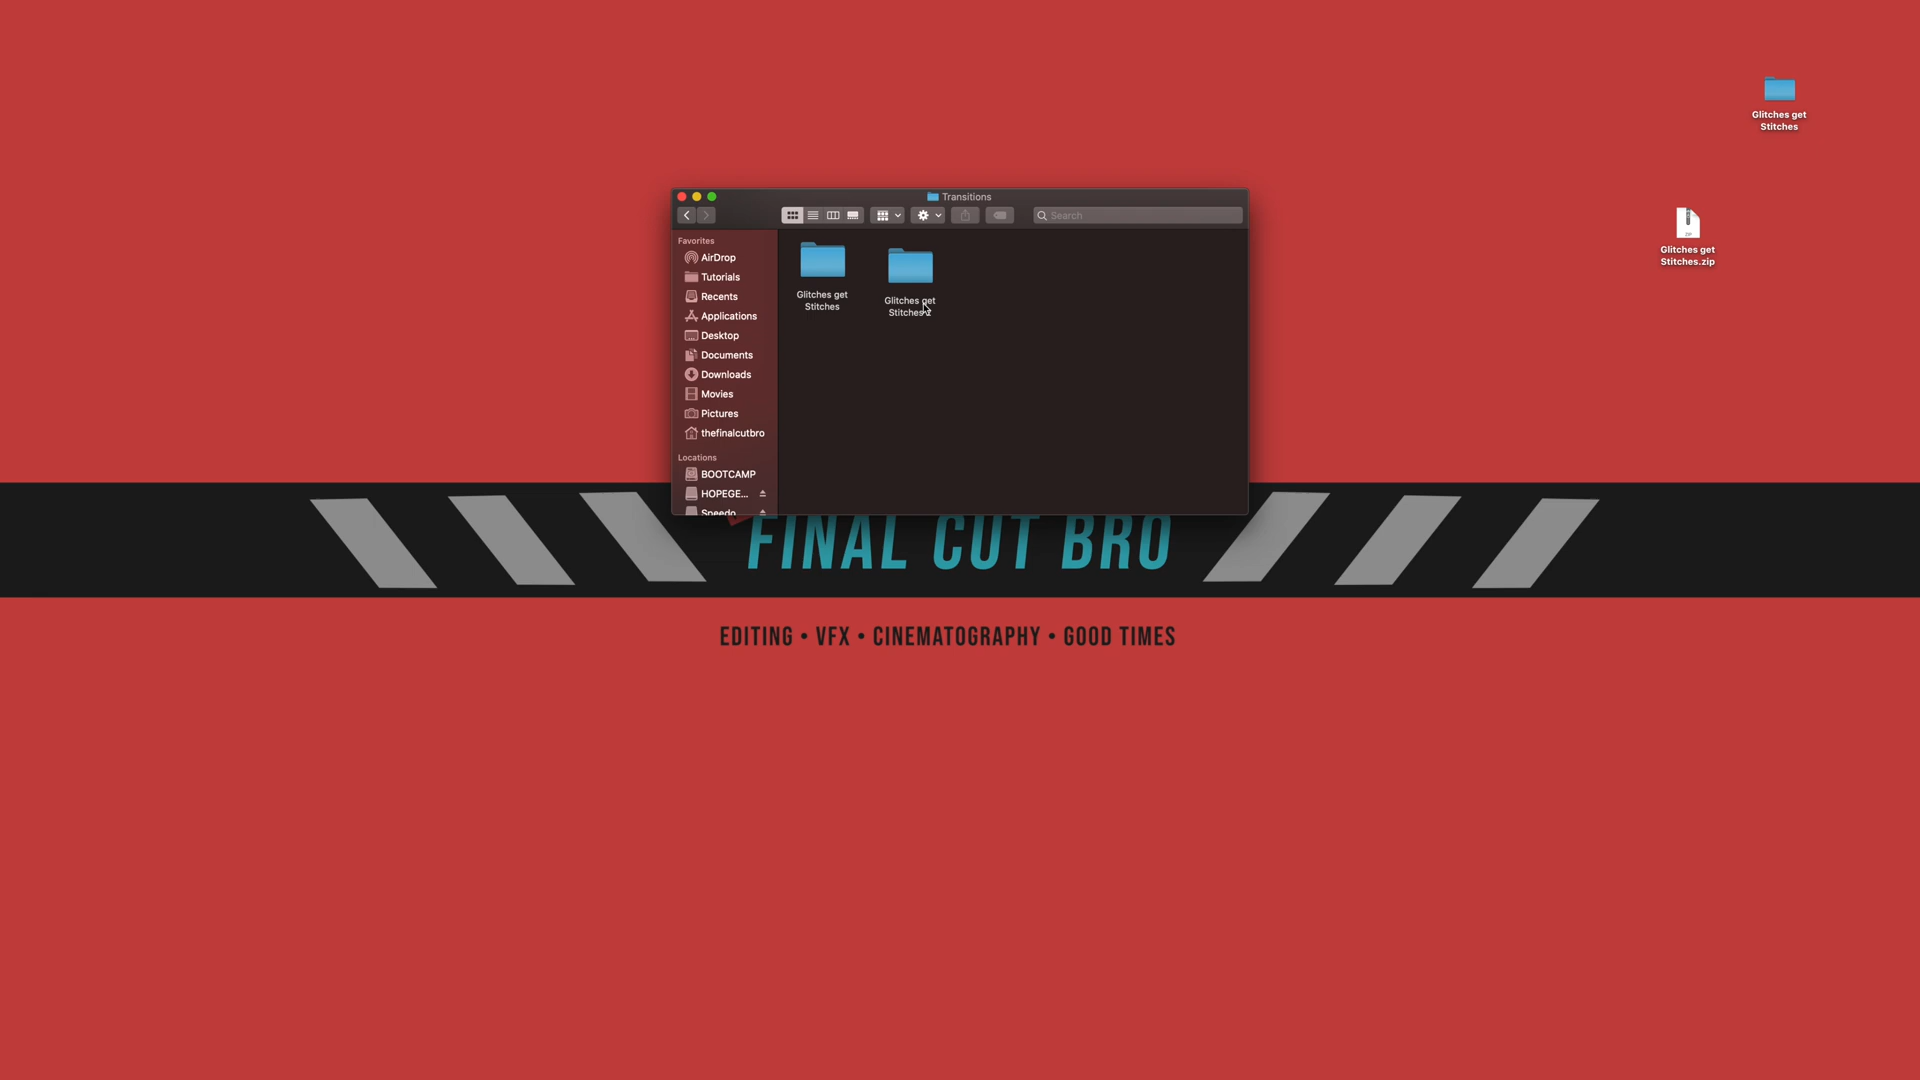 Glitches get
Stitches
Transitions
Search
Favorites
AirDrop
Tutorials
Recents
Applications
Desktop
Documents
Downloads
Movies
Pictures
thefinalcutbro
Locations
BOOTCAMP
HOPEGE...
Speedo
Glitches get
Stitches
Glitches get
Stitches 2
ZIP
Glitches get
Stitches.zip
FINAL CUT BRO
EDITING • VFX • CINEMATOGRAPHY • GOOD TIMES